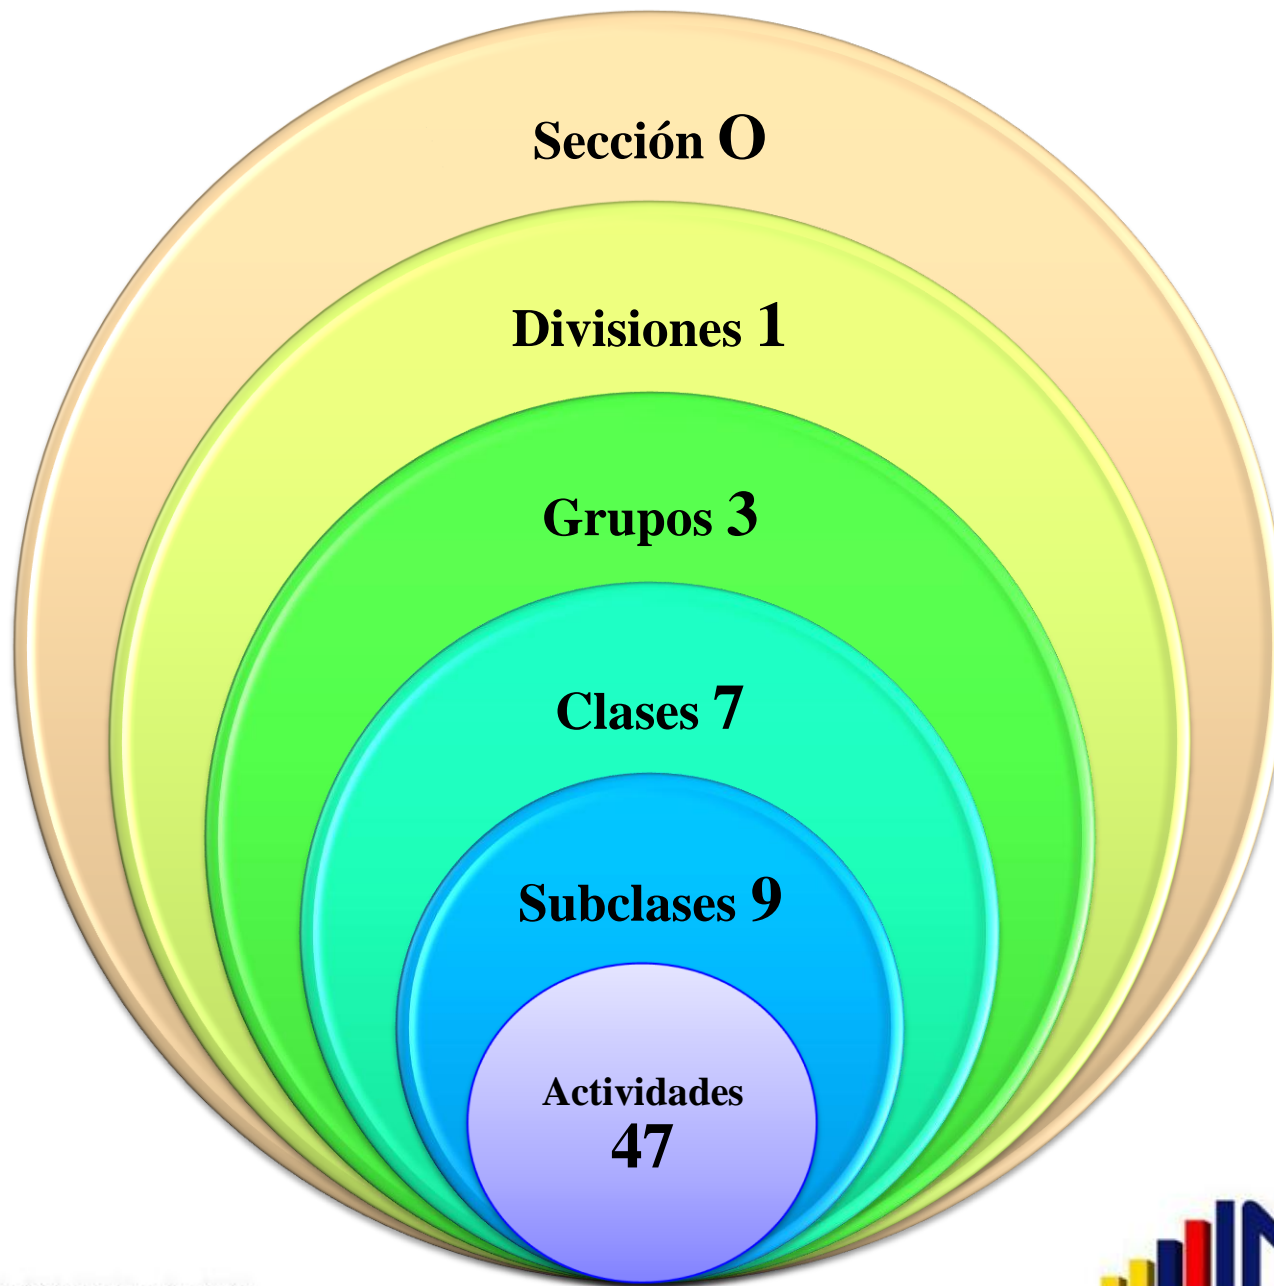 Sección O
Divisiones 1
Grupos 3
Clases 7
Subclases 9
Actividades
47